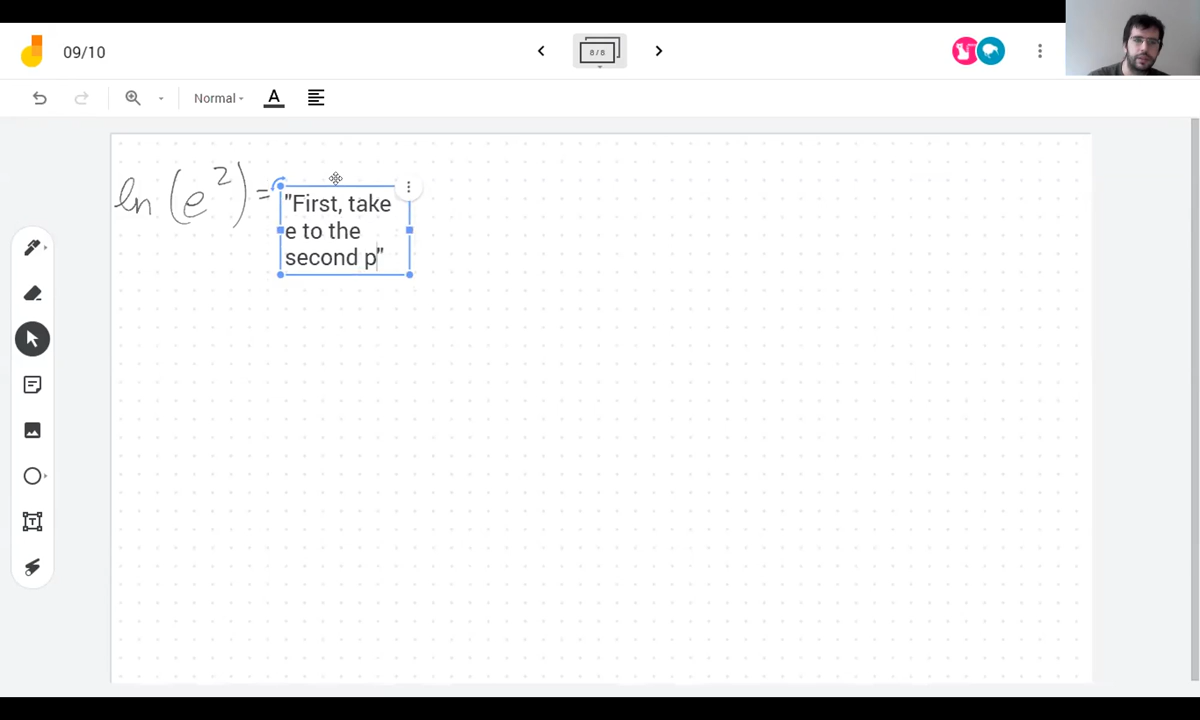 09/10
8/8
Normal
A
ln(e²) =
"First, take
e to the
second p"
T